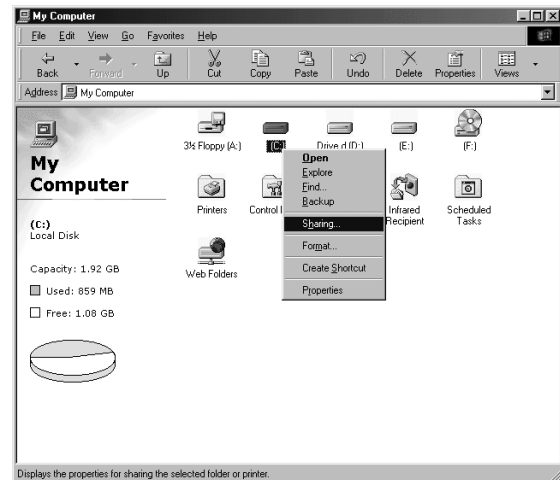 My Computer
File Edit View Go Favorites Help
Back Forward Up Cut Copy Paste Undo Delete Properties Views
Address My Computer
3½ Floppy (A:) (C:) Drive d (D:) (E:) (F:)
My
Computer
(C:)
Local Disk
Capacity: 1.92 GB
Used: 859 MB
Free: 1.08 GB
Open
Explore
Find...
Backup
Sharing...
Format...
Create Shortcut
Properties
Printers Control Infrared Recipient Scheduled Tasks
Web Folders
Displays the properties for sharing the selected folder or printer.